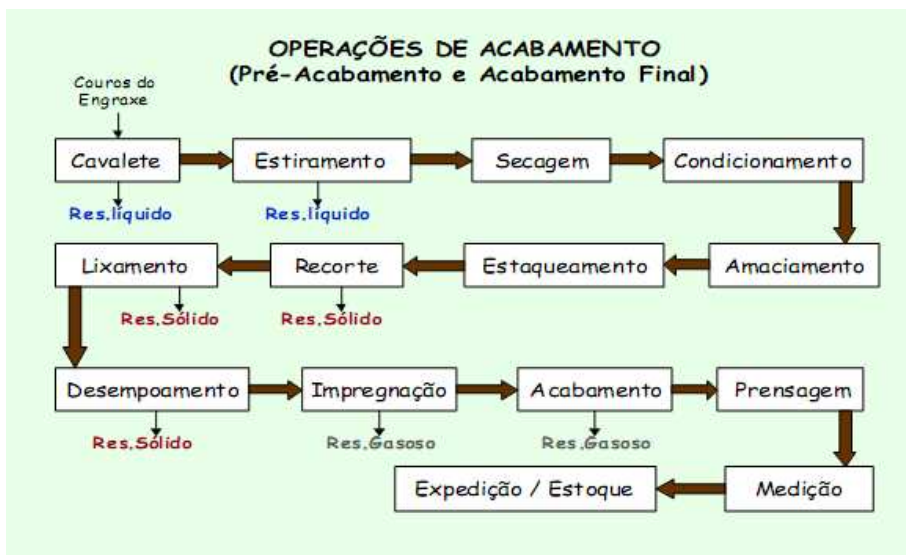 OPERAÇÕES DE ACABAMENTO
(Pré-Acabamento e Acabamento Final)
Couros do
Engraxe
Cavalete
Estiramento
Secagem
Condicionamento
Res.líquido
Res.líquido
Lixamento
Recorte
Estaqueamento
Amaciamento
Res.Sólido
Res.Sólido
Desempoamento
Impregnação
Acabamento
Prensagem
Res.Sólido
Res.Gasoso
Res.Gasoso
Expedição / Estoque
Medição